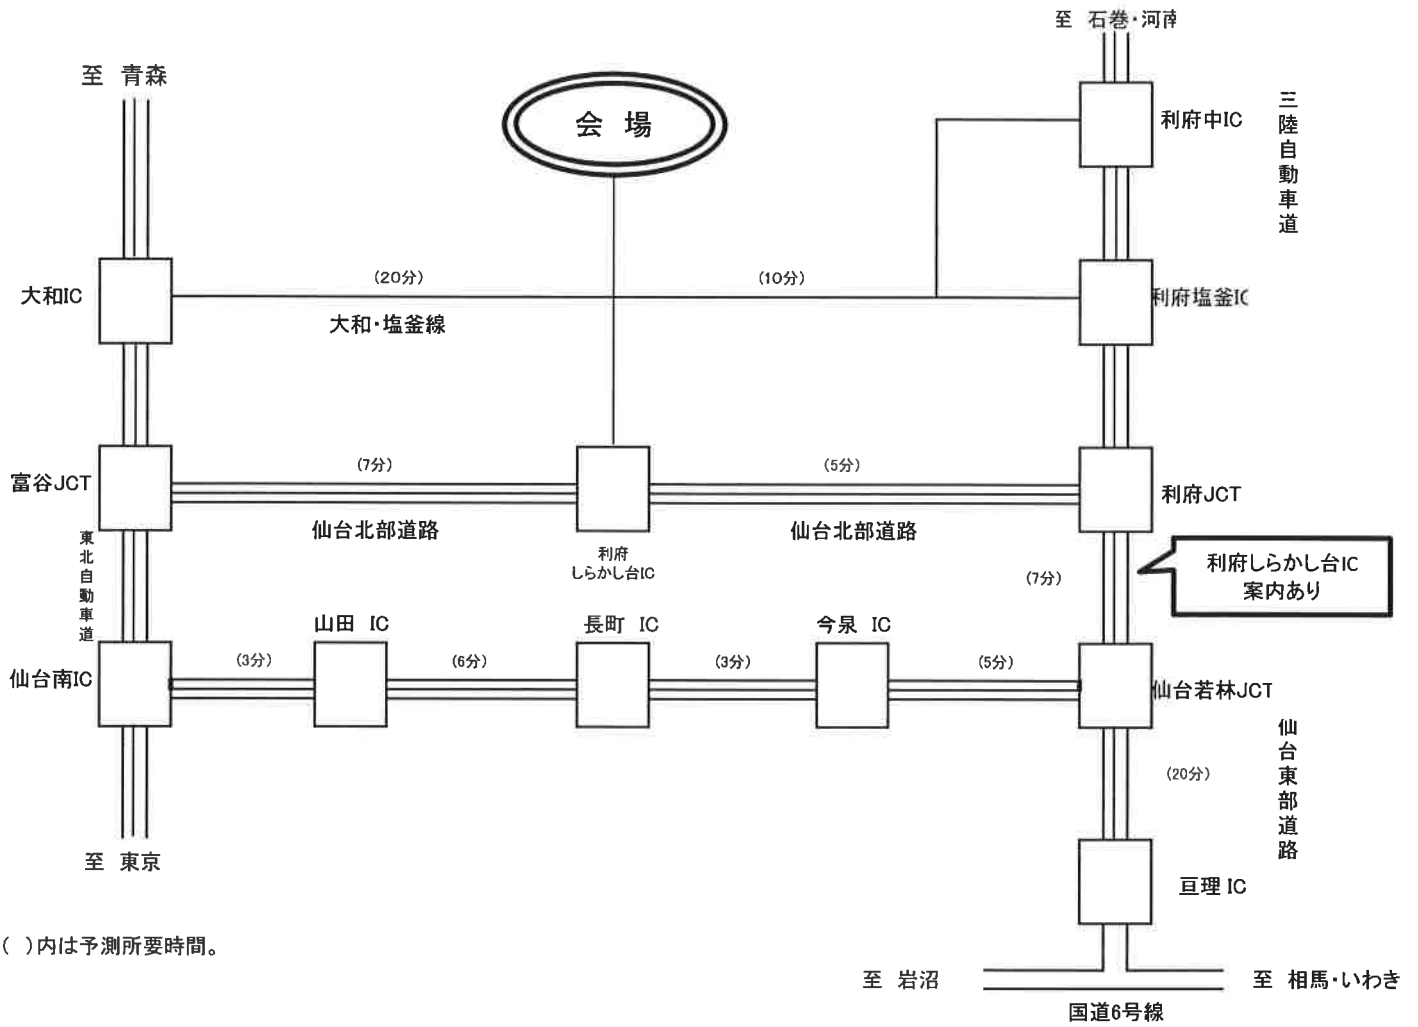 至 石巻・河南
至 青森
会 場
利府中IC
三陸自動車道
(20分)
(10分)
大和IC
利府塩釜IC
大和・塩釜線
(7分)
(5分)
富谷JCT
利府JCT
仙台北部道路
仙台北部道路
東北自動車道
利府
しらかし台IC
(7分)
利府しらかし台IC
案内あり
山田 IC
長町 IC
今泉 IC
(3分)
(6分)
(3分)
(5分)
仙台南IC
仙台若林JCT
仙台東部道路
(20分)
至 東京
亘理 IC
( )内は予測所要時間。
至 岩沼
至 相馬・いわき
国道6号線